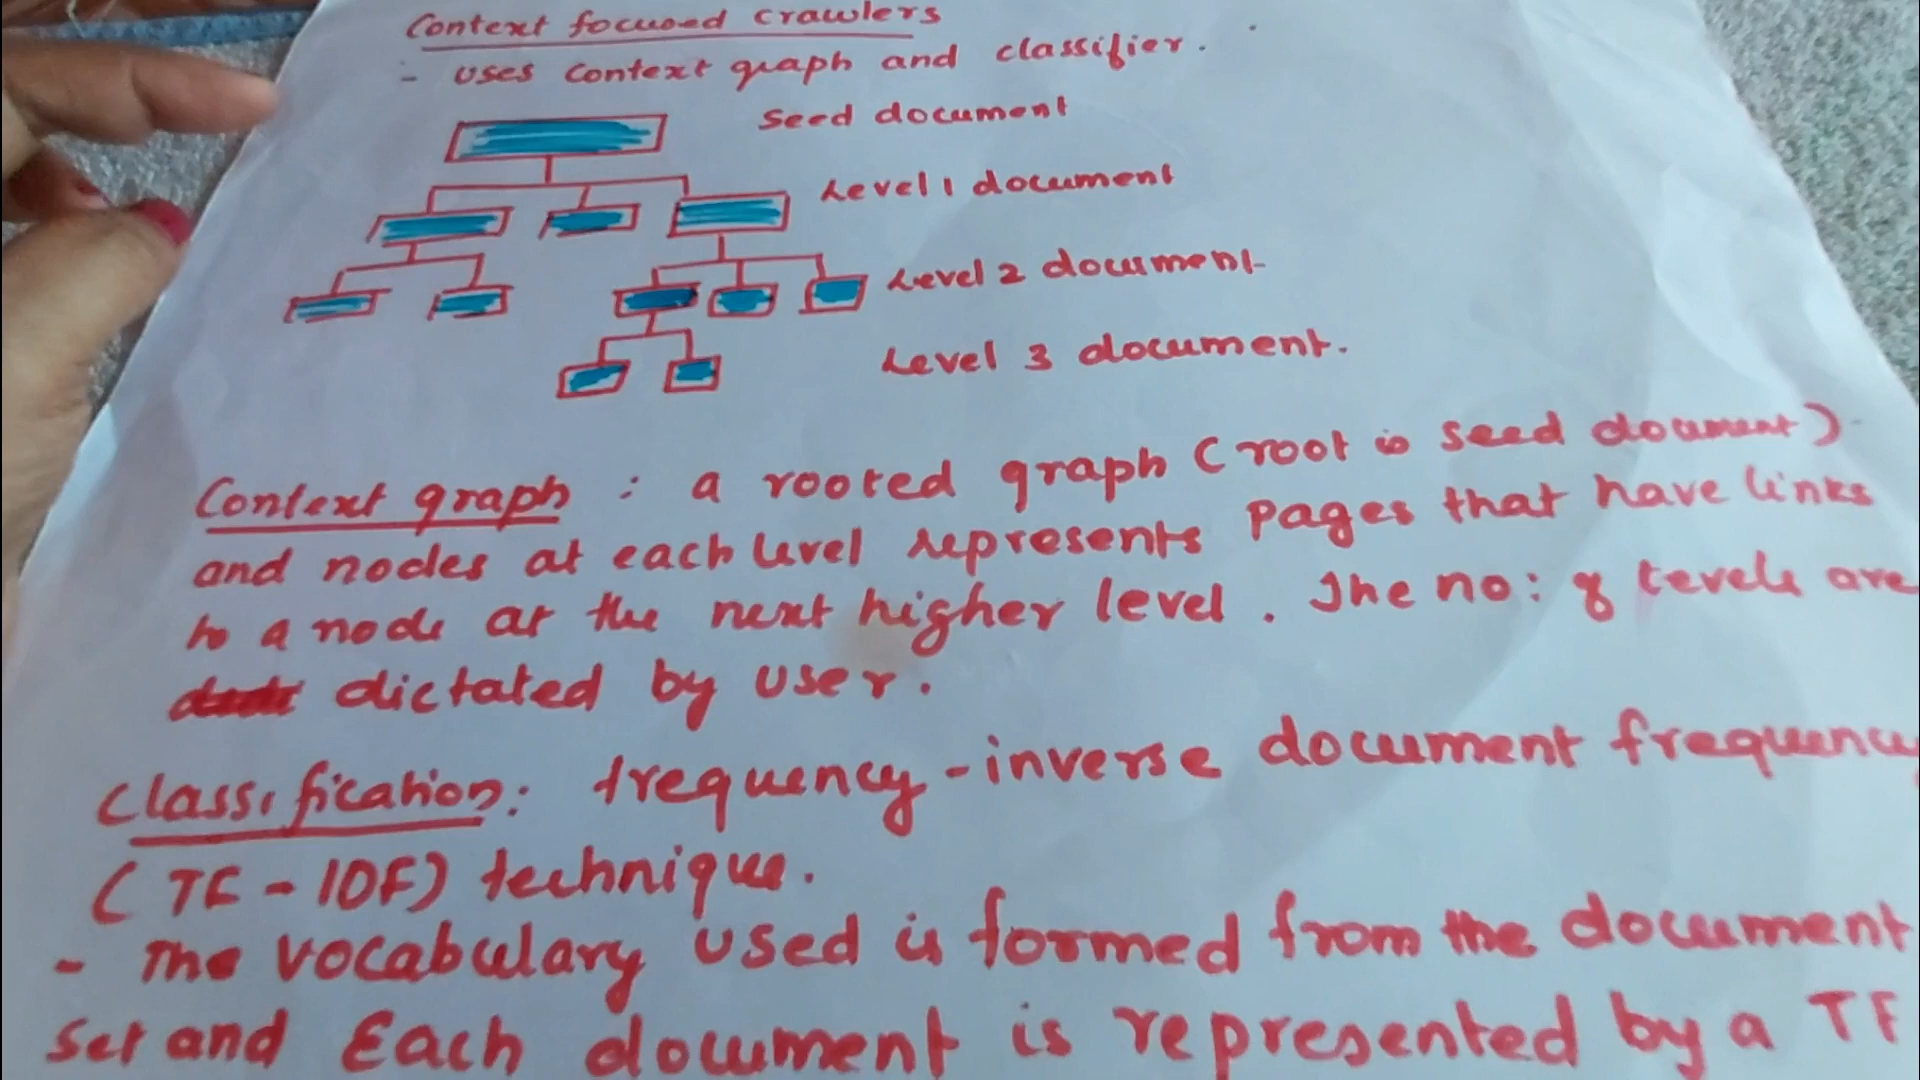 Context focused crawlers
- uses context graph and classifier.
Seed document
Level 1 document
Level 2 document
Level 3 document.
Context graph : a rooted graph (root is seed document)
and nodes at each level represents pages that have links
to a node at the next higher level. The no: of levels are
dictated by user.
Classification: frequency-inverse document frequency
(TF-IDF) technique.
- The vocabulary used is formed from the document
Set and Each document is represented by a TF